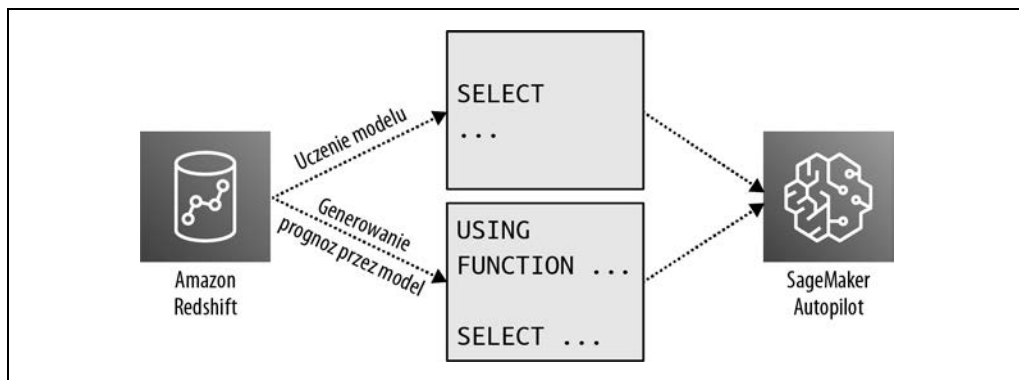 Uczenie modelu
SELECT
...
Generowanie
prognoz przez model
USING
FUNCTION ...
SELECT ...
Amazon
Redshift
SageMaker
Autopilot